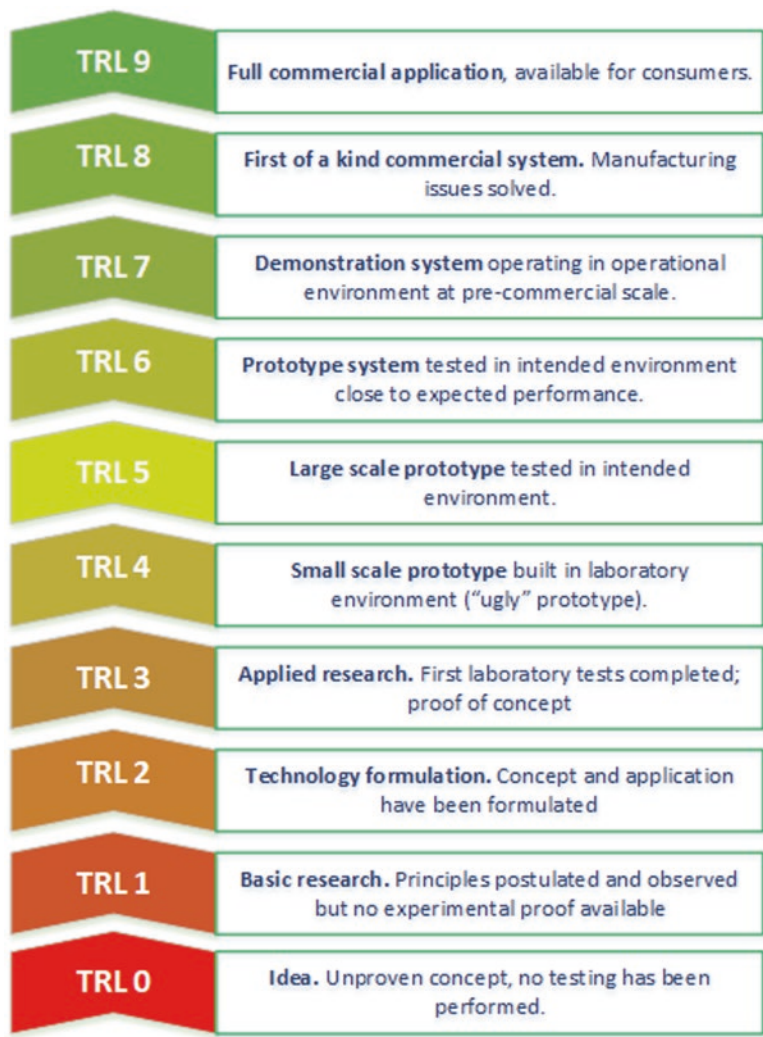 TRL 9
Full commercial application, available for consumers.
TRL 8
First of a kind commercial system. Manufacturing
issues solved.
TRL 7
Demonstration system operating in operational
environment at pre-commercial scale.
TRL 6
Prototype system tested in intended environment
close to expected performance.
TRL 5
Large scale prototype tested in intended
environment.
TRL 4
Small scale prototype built in laboratory
environment (“ugly” prototype).
TRL 3
Applied research. First laboratory tests completed;
proof of concept
TRL 2
Technology formulation. Concept and application
have been formulated
TRL 1
Basic research. Principles postulated and observed
but no experimental proof available
TRL 0
Idea. Unproven concept, no testing has been
performed.